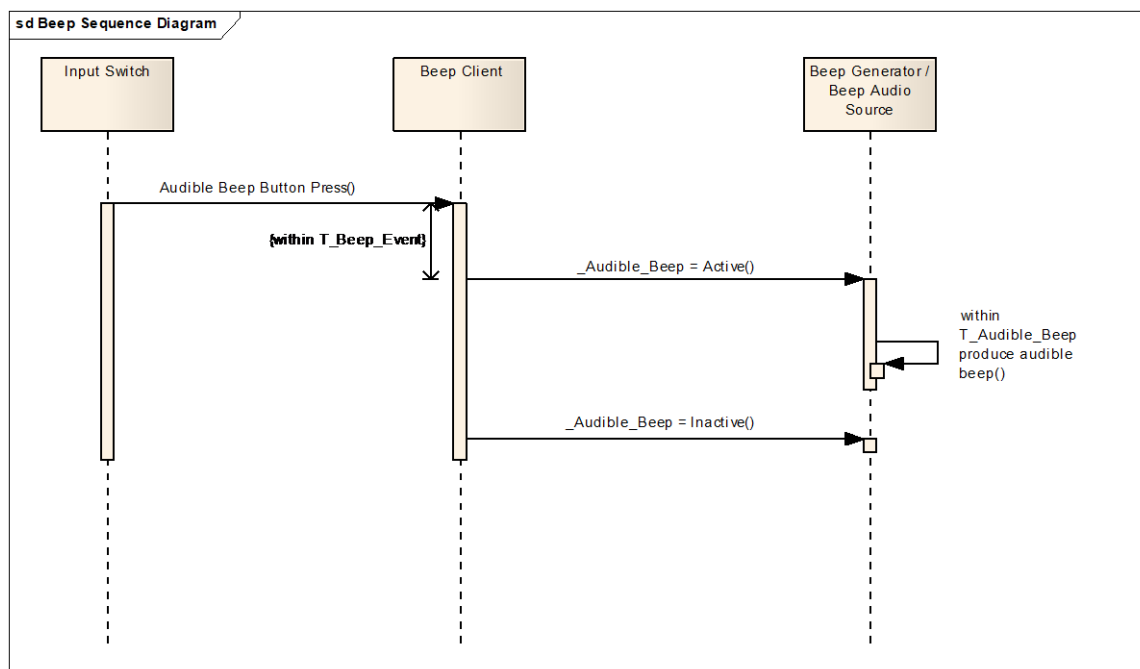 sd Beep Sequence Diagram
Input Switch
Beep Client
Beep Generator /
Beep Audio
Source
Audible Beep Button Press()
{within T_Beep_Event}
_Audible_Beep = Active()
within
T_Audible_Beep
produce audible
beep()
_Audible_Beep = Inactive()